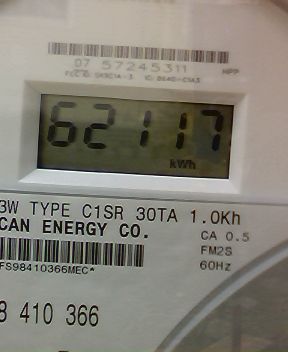 07 57245311
HPP
62117
kWh
3W TYPE C1SR 30TA 1.0Kh
CAN ENERGY CO.
CA 0.5
FM2S
60Hz
FS98410366MEC*
8 410 366